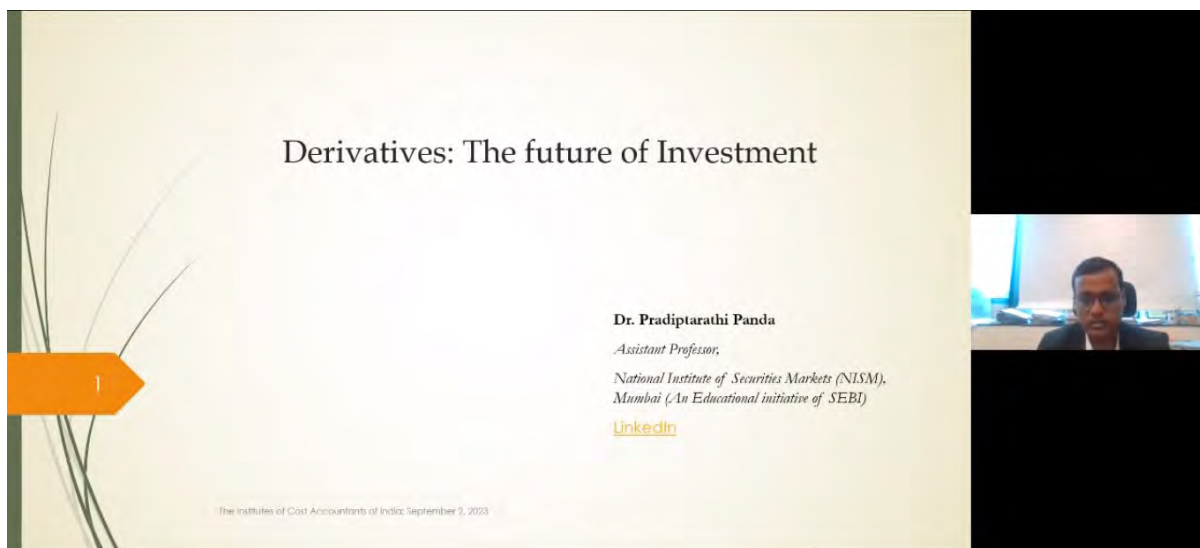 Derivatives: The future of Investment
Dr. Pradiptarathi Panda
Assistant Professor,
National Institute of Securities Markets (NISM),
Mumbai (An Educational initiative of SEBI)
LinkedIn
1
The Institutes of Cost Accountants of India: September 2, 2023